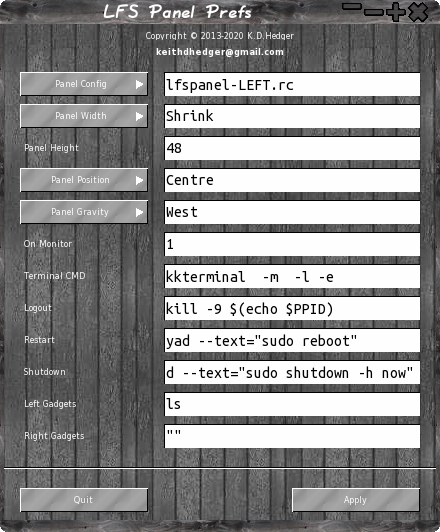 LFS Panel Prefs
Copyright © 2013-2020 K.D.Hedger
keithdhedger@gmail.com
Panel Config lfspanel-LEFT.rc
Panel Width Shrink
Panel Height 48
Panel Position Centre
Panel Gravity West
On Monitor 1
Terminal CMD kkterminal  -m  -l -e
Logout kill -9 $(echo $PPID)
Restart yad --text="sudo reboot"
Shutdown d --text="sudo shutdown -h now"
Left Gadgets ls
Right Gadgets ""
Quit Apply